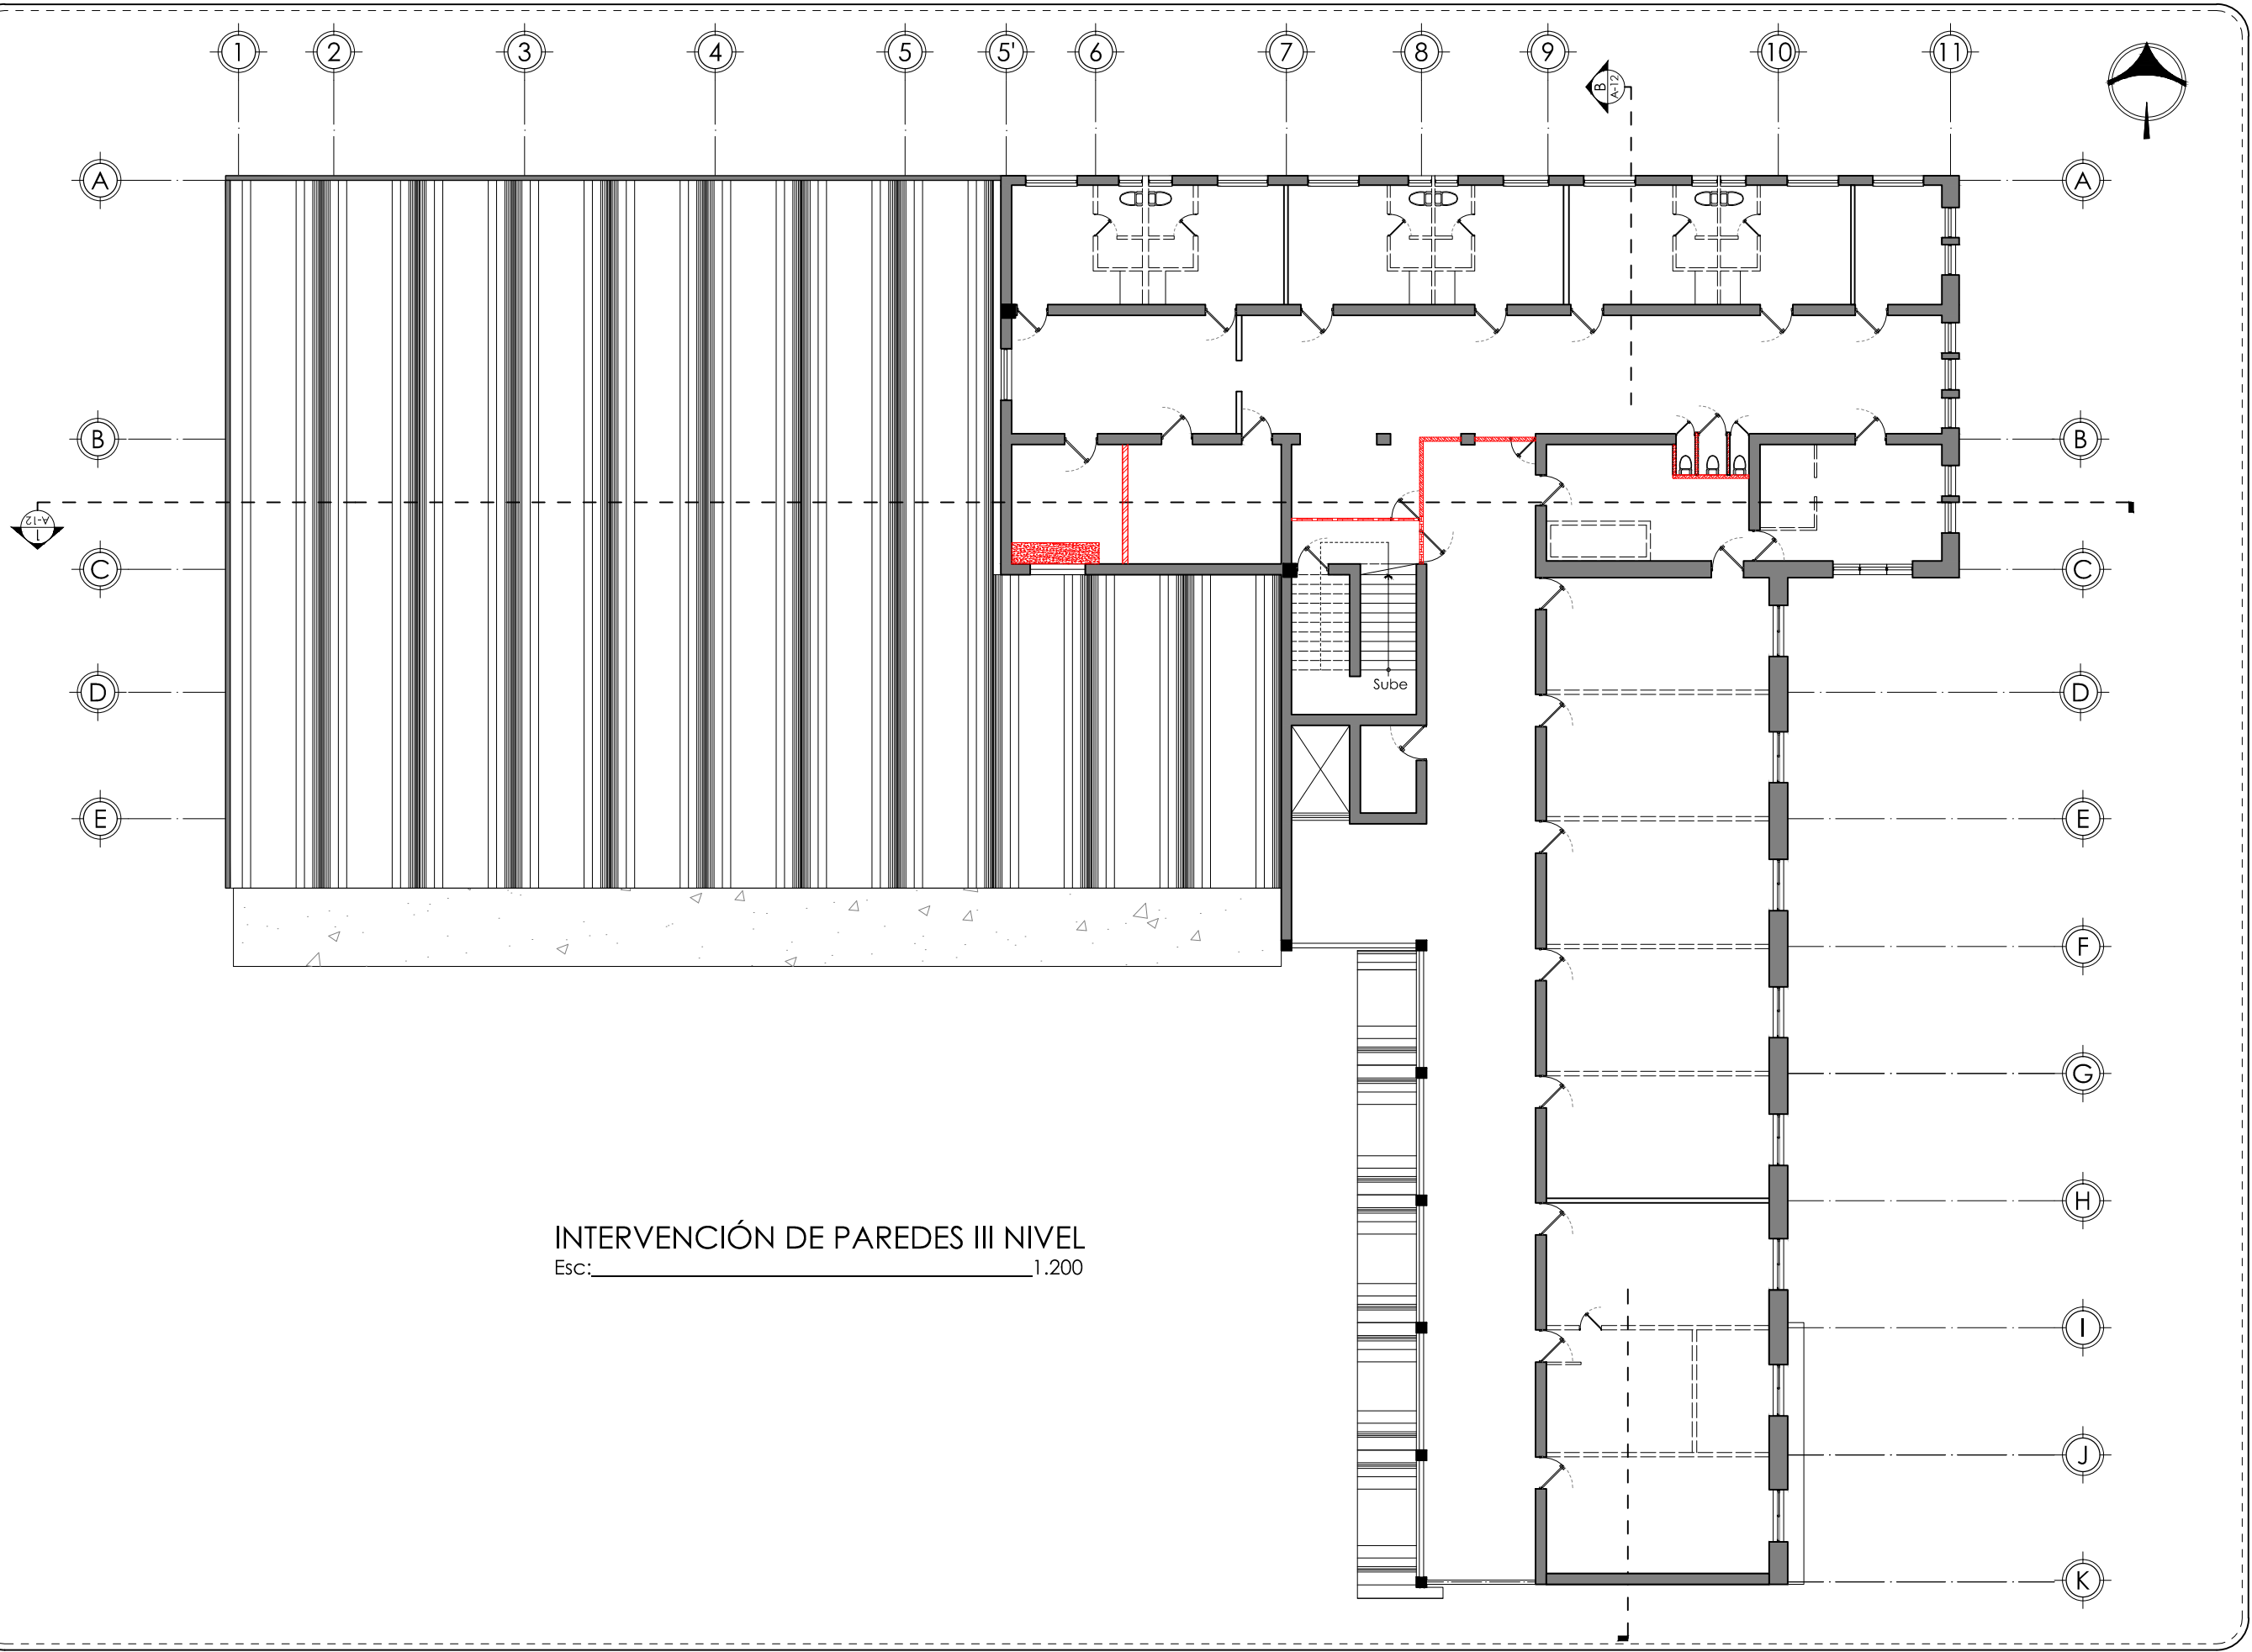 1 2 3 4 5 5' 6 7 8 9 10 11
B
A-12
A A
B B
1
A-12
C C
D D
Sube
E E
F
G
H
INTERVENCIÓN DE PAREDES III NIVEL
Esc: 1.200
I
J
K